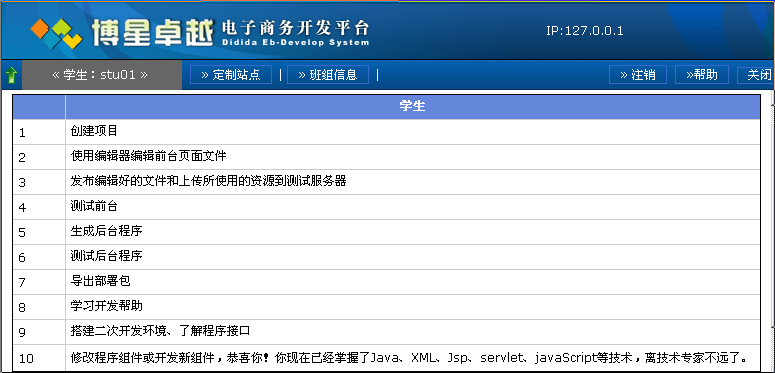 博星卓越 电子商务开发平台
Didida Eb-Develop System
IP:127.0.0.1
« 学生：stu01 » » 定制站点 | » 班组信息 | » 注销 »帮助 关闭
学生
1 创建项目
2 使用编辑器编辑前台页面文件
3 发布编辑好的文件和上传所使用的资源到测试服务器
4 测试前台
5 生成后台程序
6 测试后台程序
7 导出部署包
8 学习开发帮助
9 搭建二次开发环境、了解程序接口
10 修改程序组件或开发新组件，恭喜你！你现在已经掌握了Java、XML、Jsp、servlet、javaScript等技术，离技术专家不远了。